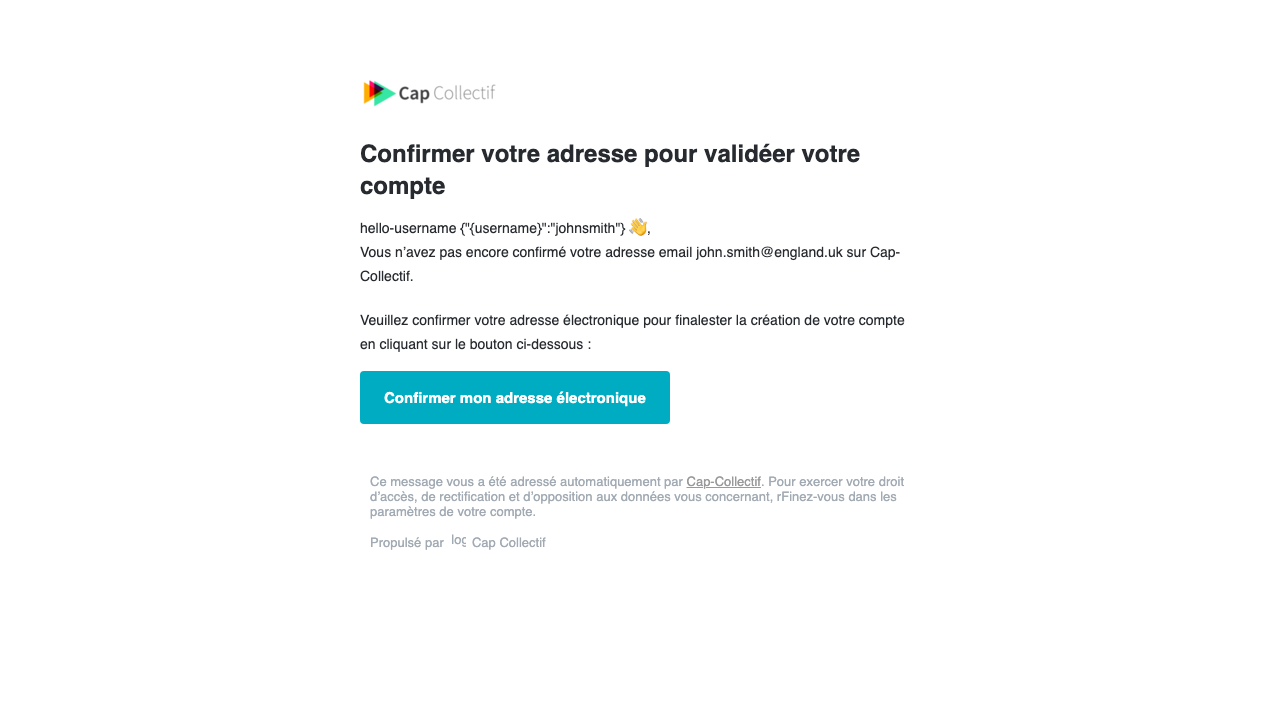 Cap Collectif
Confirmer votre adresse pour validéer votre
compte
hello-username {"{username}":"johnsmith"} 👋,
Vous n’avez pas encore confirmé votre adresse email john.smith@england.uk sur Cap-
Collectif.
Veuillez confirmer votre adresse électronique pour finalester la création de votre compte
en cliquant sur le bouton ci-dessous :
Confirmer mon adresse électronique
Ce message vous a été adressé automatiquement par Cap-Collectif. Pour exercer votre droit
d’accès, de rectification et d’opposition aux données vous concernant, rFinez-vous dans les
paramètres de votre compte.
Propulsé par log Cap Collectif